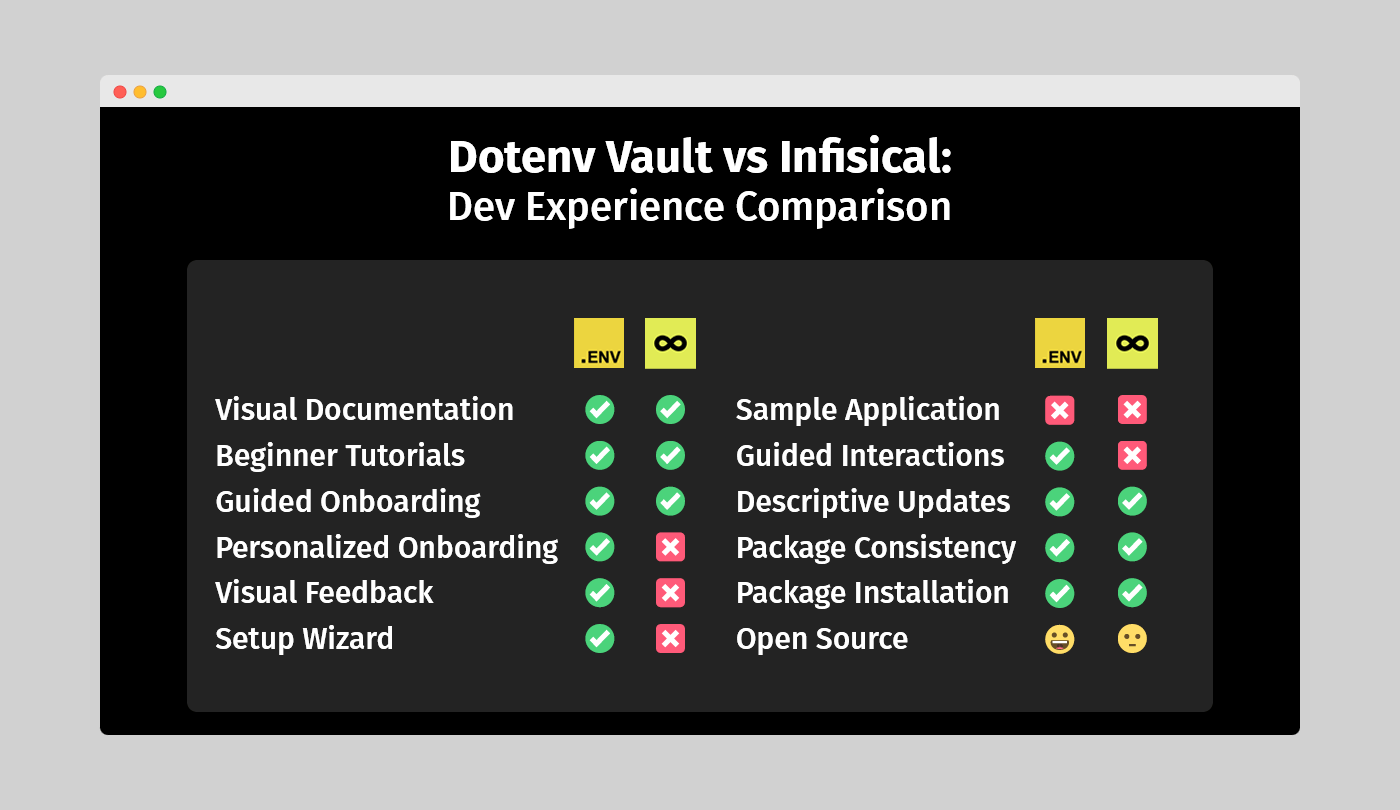 Dotenv Vault vs Infisical:
Dev Experience Comparison
.ENV
.ENV
Visual Documentation
Beginner Tutorials
Guided Onboarding
Personalized Onboarding
Visual Feedback
Setup Wizard
Sample Application
Guided Interactions
Descriptive Updates
Package Consistency
Package Installation
Open Source